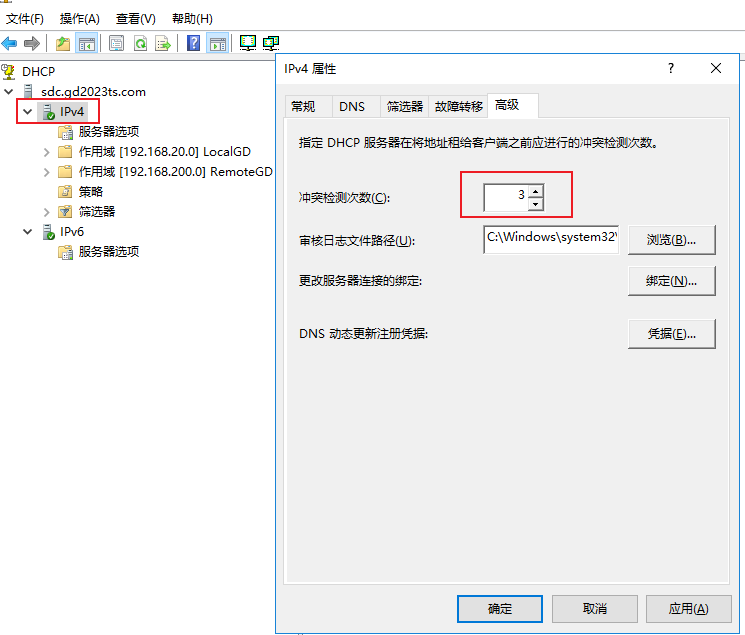 文件(F) 操作(A) 查看(V) 帮助(H)
DHCP
sdc.gd2023ts.com
IPv4
服务器选项
作用域 [192.168.20.0] LocalGD
作用域 [192.168.200.0] RemoteGD
策略
筛选器
IPv6
服务器选项
IPv4 属性
常规 DNS 筛选器 故障转移 高级
指定 DHCP 服务器在将地址租给客户端之前应进行的冲突检测次数。
冲突检测次数(C): 3
审核日志文件路径(U): C:\Windows\system32\ 浏览(B)...
更改服务器连接的绑定: 绑定(N)...
DNS 动态更新注册凭据: 凭据(E)...
确定 取消 应用(A)